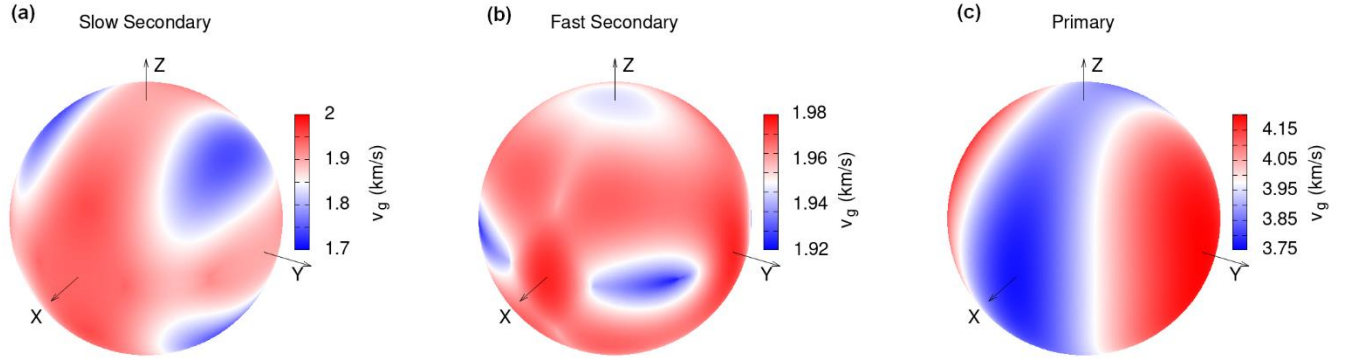 (a)
Slow Secondary
Z
X
Y
2
1.9
1.8
1.7
v_g (km/s)
(b)
Fast Secondary
Z
X
Y
1.98
1.96
1.94
1.92
v_g (km/s)
(c)
Primary
Z
X
Y
4.15
4.05
3.95
3.85
3.75
v_g (km/s)